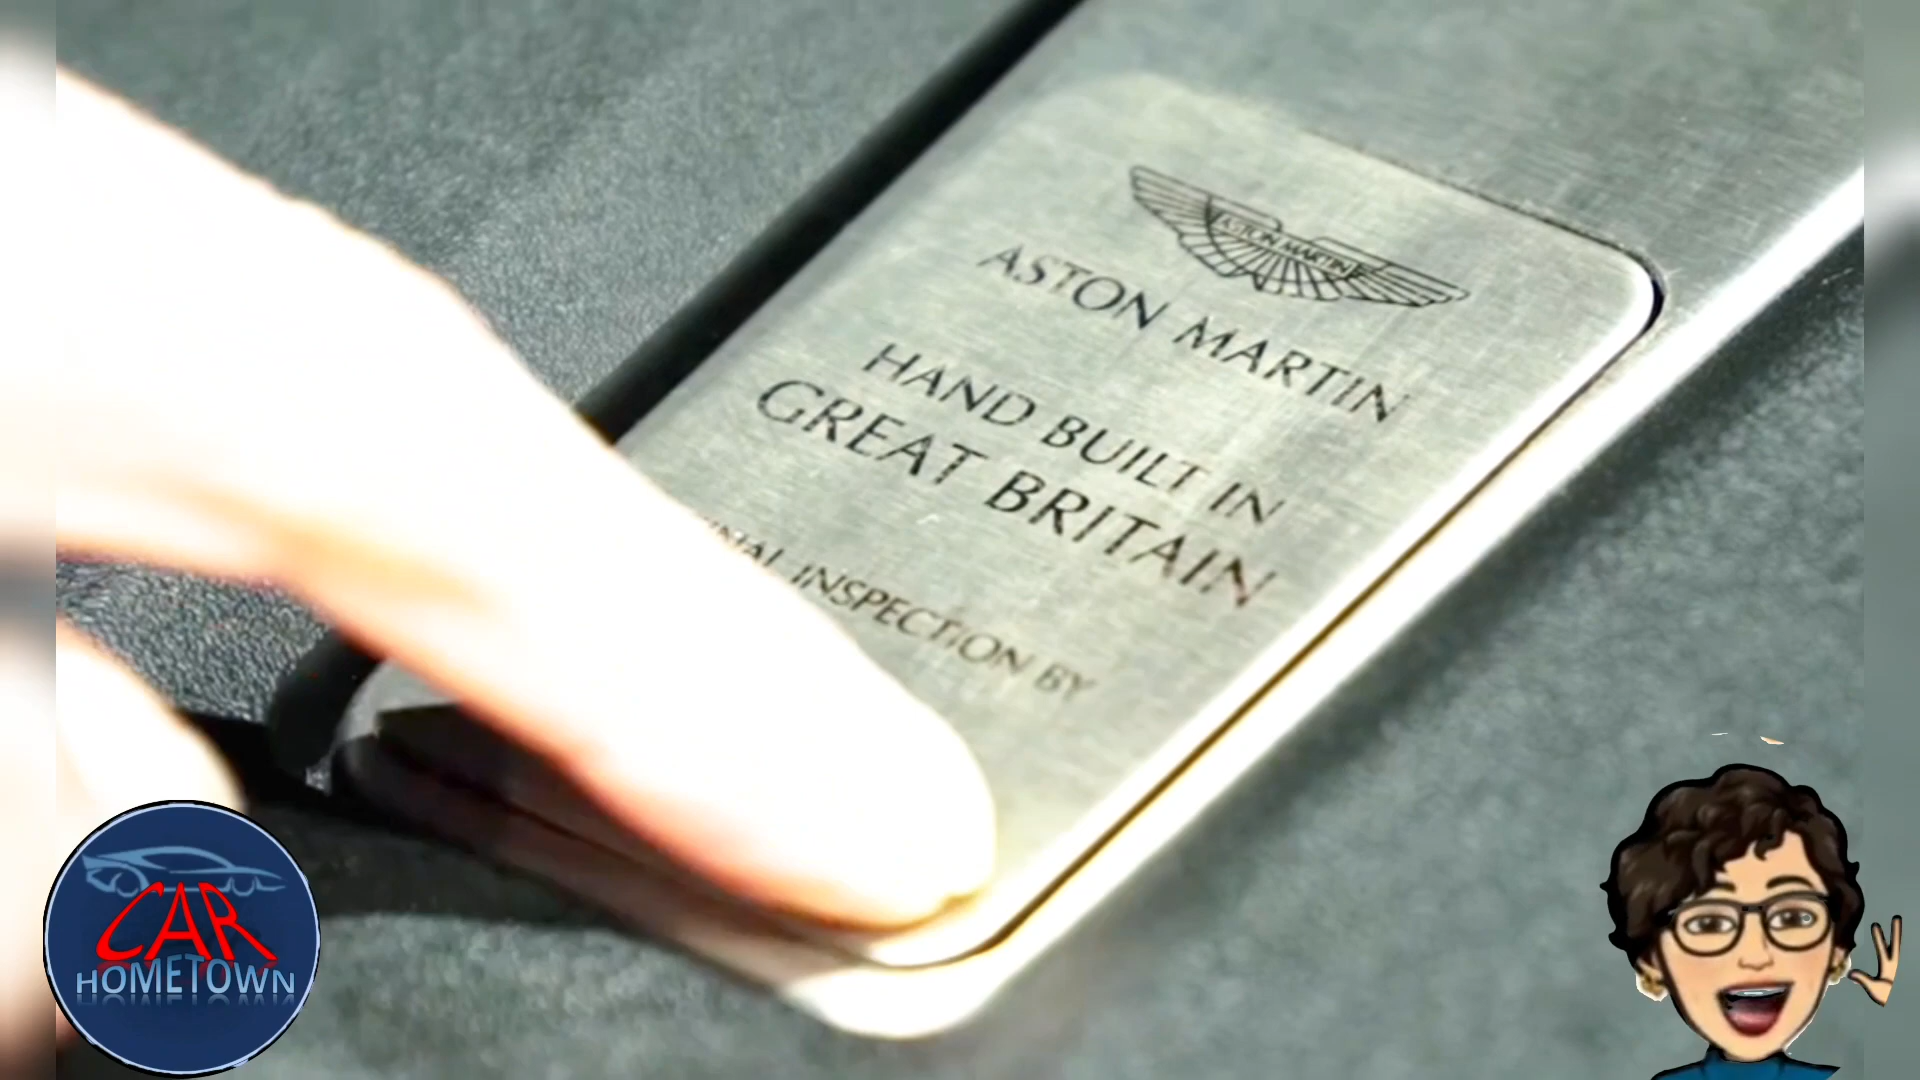 ASTON MARTIN
ASTON MARTIN
HAND BUILT IN
GREAT BRITAIN
INSPECTION BY
CAR
HOMETOWN